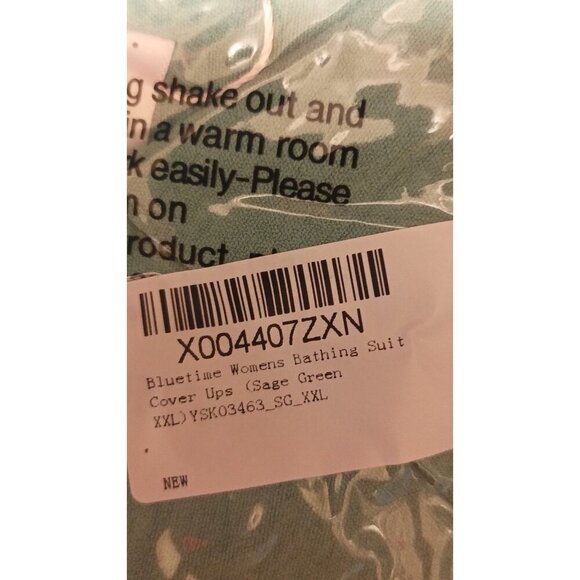 shake out and
in a warm room
easily-Please
on
X004407ZXN
Bluetime Womens Bathing Suit
Cover Ups (Sage Green
XXL)YSK03463_SG_XXL
NEW